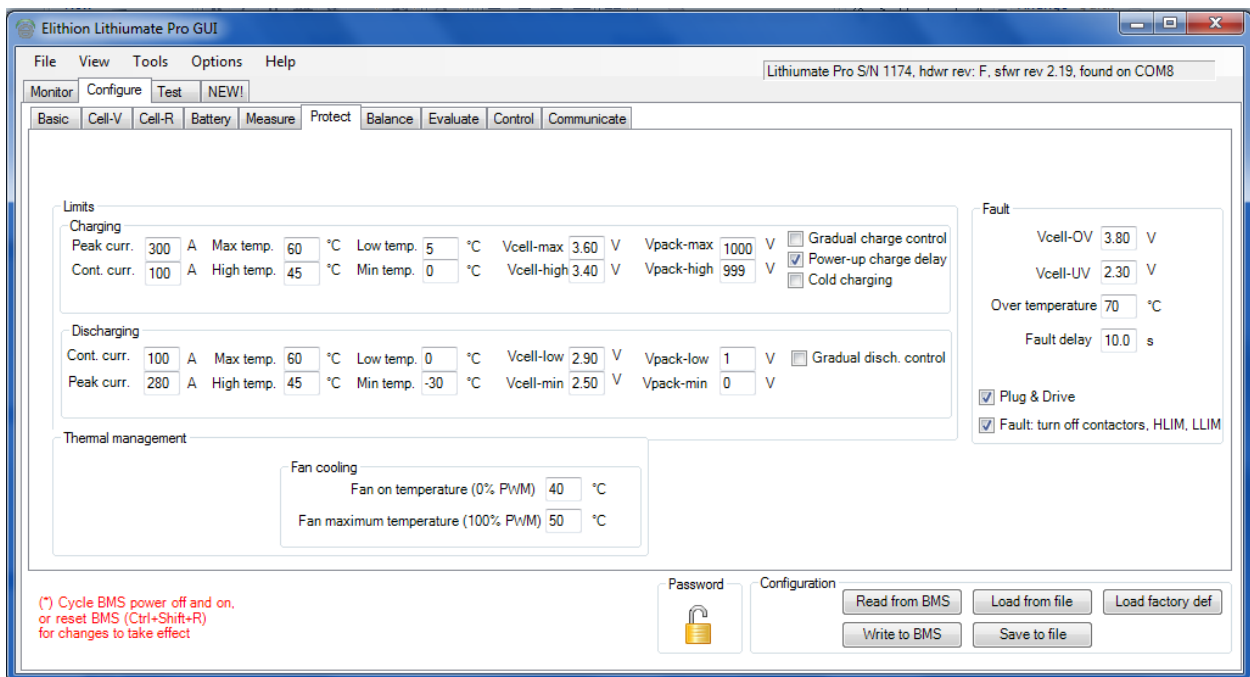 Elithion Lithiumate Pro GUI
File View Tools Options Help
Lithiumate Pro S/N 1174, hdwr rev: F, sfwr rev 2.19, found on COM8
Monitor Configure Test NEW!
Basic Cell-V Cell-R Battery Measure Protect Balance Evaluate Control Communicate
Limits
Charging
Peak curr. 300 A Max temp. 60 °C Low temp. 5 °C Vcell-max 3.60 V Vpack-max 1000 V Gradual charge control
Cont. curr. 100 A High temp. 45 °C Min temp. 0 °C Vcell-high 3.40 V Vpack-high 999 V Power-up charge delay
Cold charging
Discharging
Cont. curr. 100 A Max temp. 60 °C Low temp. 0 °C Vcell-low 2.90 V Vpack-low 1 V Gradual disch. control
Peak curr. 280 A High temp. 45 °C Min temp. -30 °C Vcell-min 2.50 V Vpack-min 0 V
Fault
Vcell-OV 3.80 V
Vcell-UV 2.30 V
Over temperature 70 °C
Fault delay 10.0 s
Plug & Drive
Fault: turn off contactors, HLIM, LLIM
Thermal management
Fan cooling
Fan on temperature (0% PWM) 40 °C
Fan maximum temperature (100% PWM) 50 °C
(*) Cycle BMS power off and on,
or reset BMS (Ctrl+Shift+R)
for changes to take effect
Password
Configuration
Read from BMS Load from file Load factory def
Write to BMS Save to file